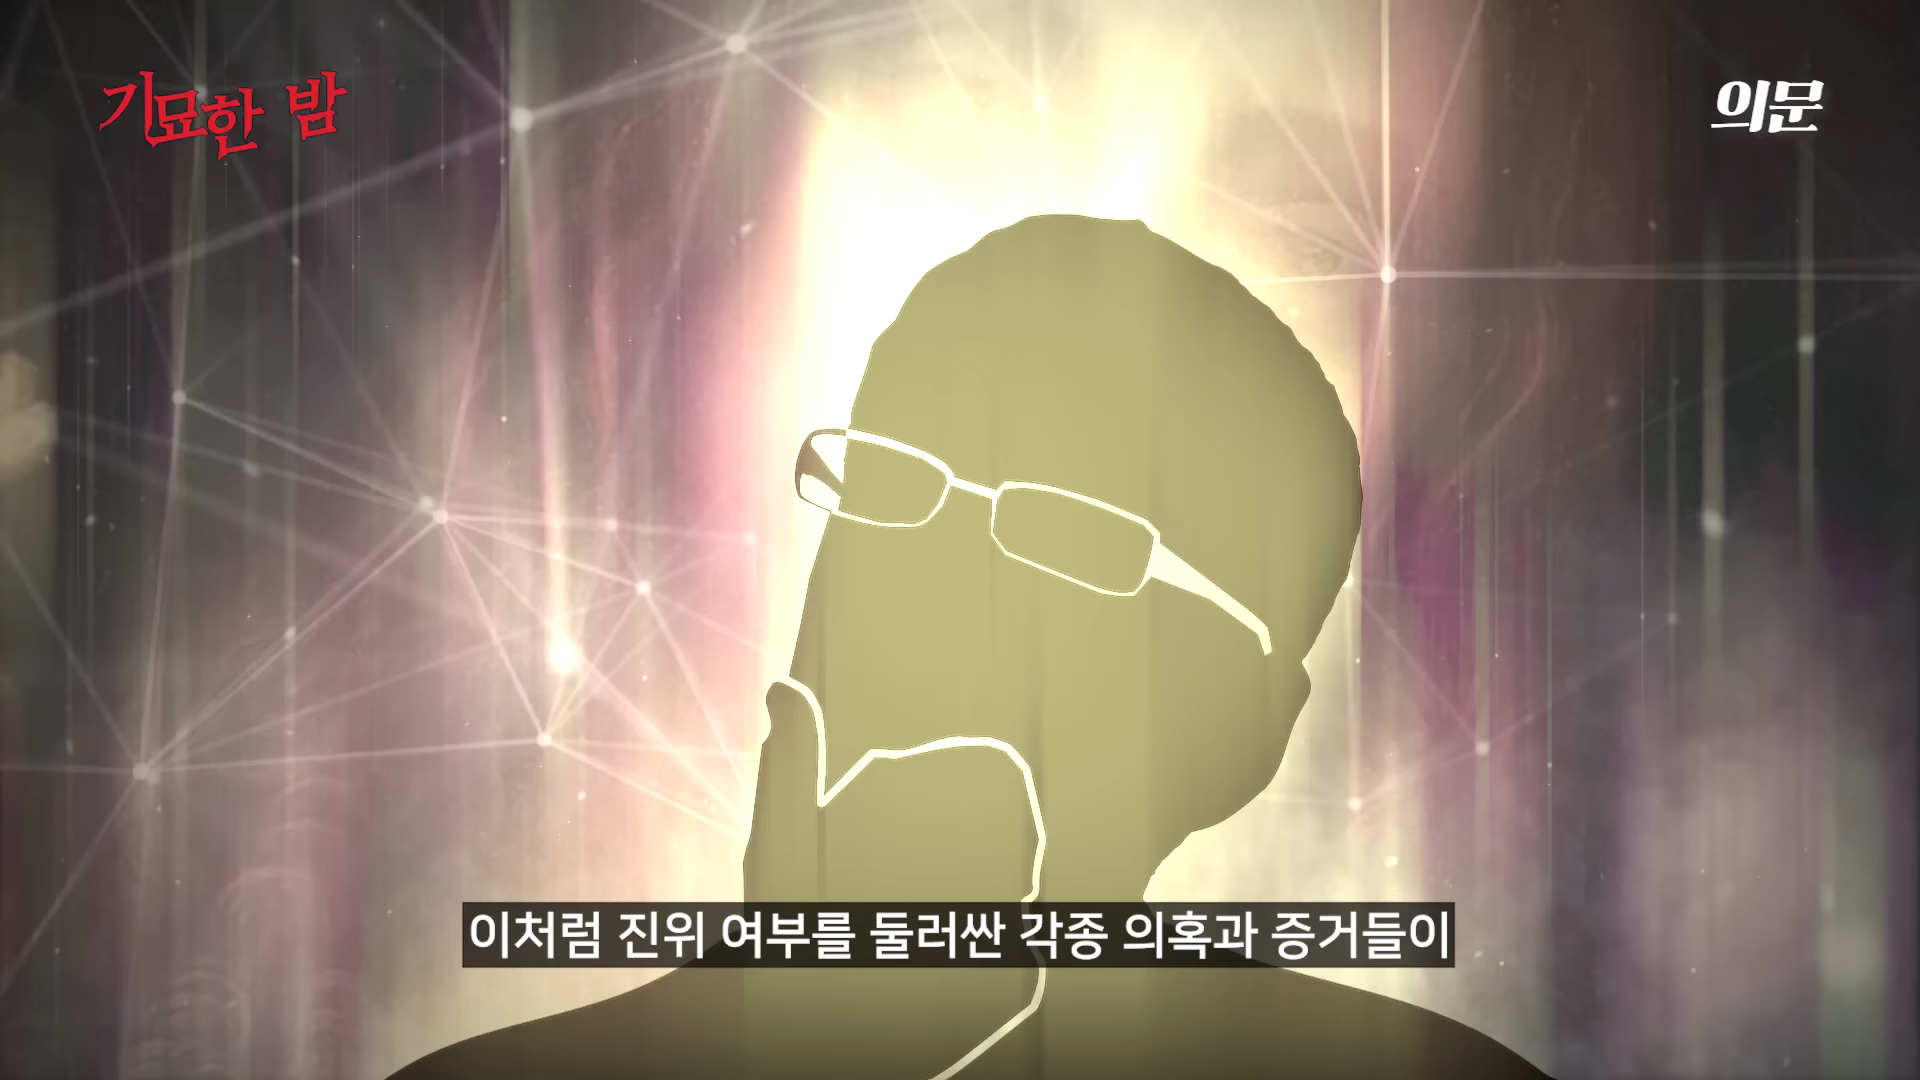 기묘한 밤
의문
이처럼 진위 여부를 둘러싼 각종 의혹과 증거들이